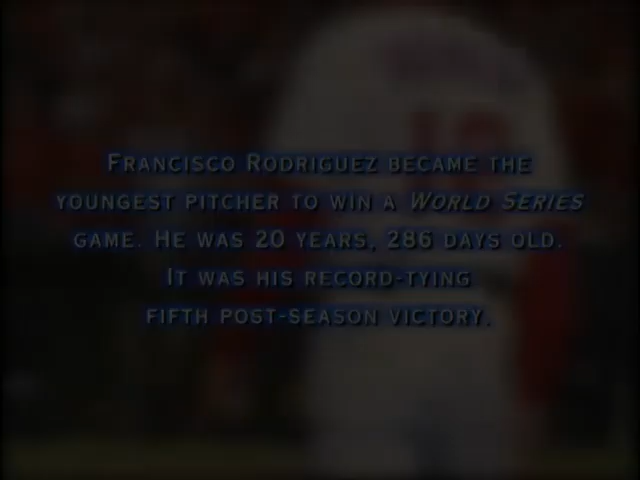 Francisco Rodriguez became the
youngest pitcher to win a World Series
game. He was 20 years, 286 days old.
It was his record-tying
fifth post-season victory.